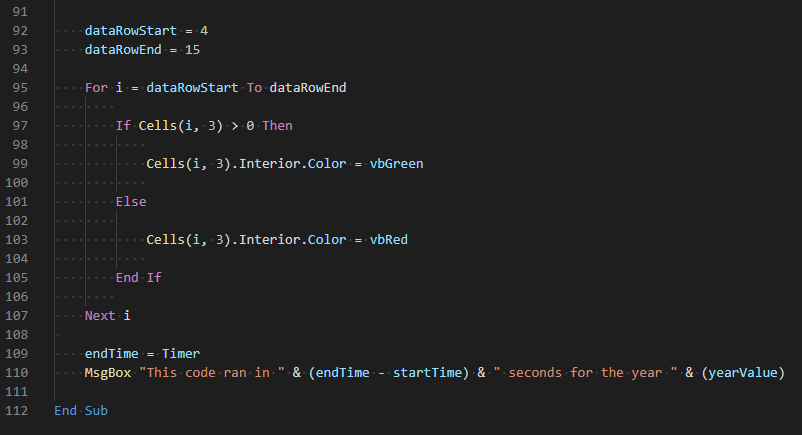 91
92 dataRowStart = 4
93 dataRowEnd = 15
94
95 For i = dataRowStart To dataRowEnd
96
97 If Cells(i, 3) > 0 Then
98
99 Cells(i, 3).Interior.Color = vbGreen
100
101 Else
102
103 Cells(i, 3).Interior.Color = vbRed
104
105 End If
106
107 Next i
108
109 endTime = Timer
110 MsgBox "This code ran in " & (endTime - startTime) & " seconds for the year " & (yearValue)
111
112 End Sub